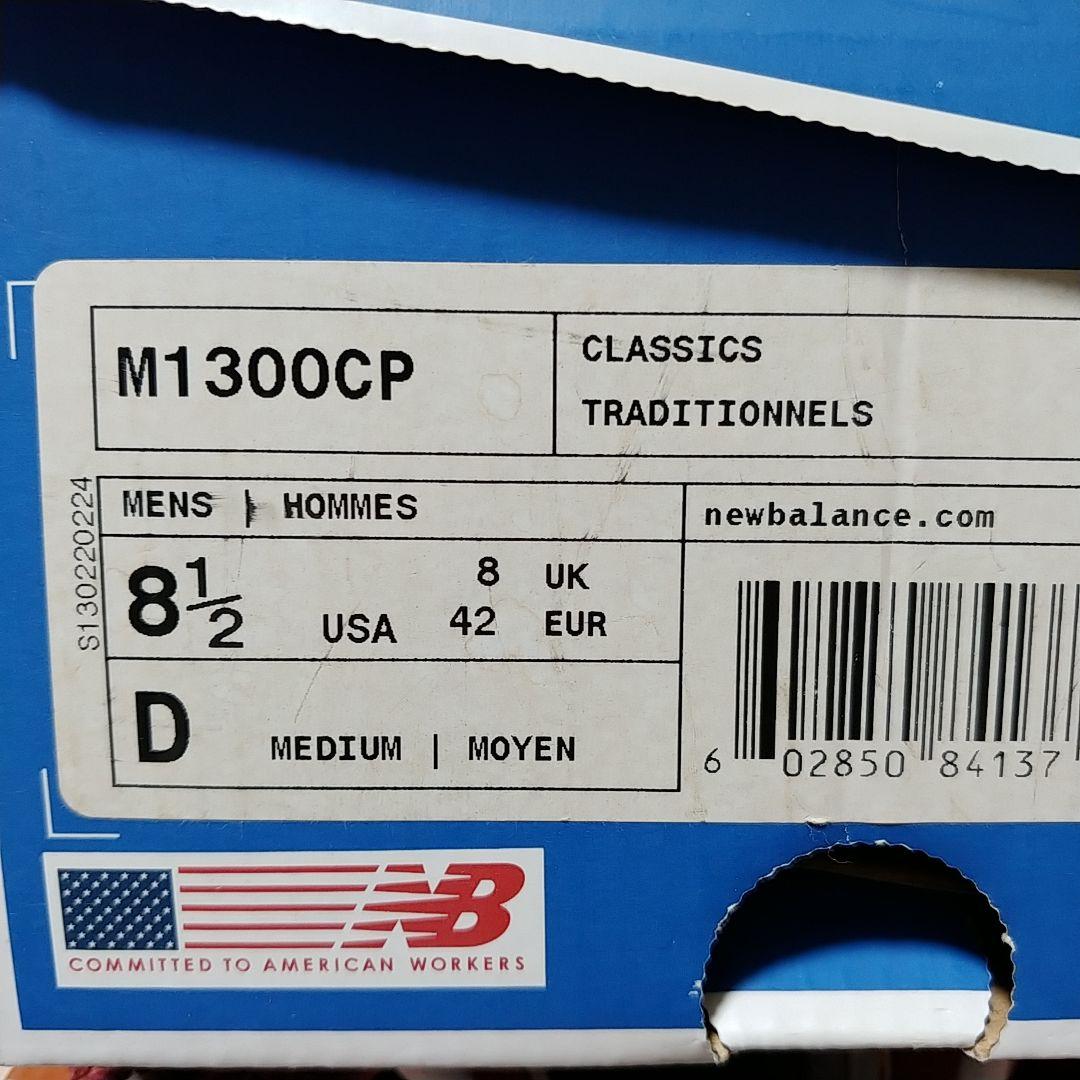 M1300CP
CLASSICS
TRADITIONNELS
S130220224
MENS | HOMMES
newbalance.com
8½ USA
8 UK
42 EUR
D MEDIUM | MOYEN
6 02850 84137
NB
COMMITTED TO AMERICAN WORKERS